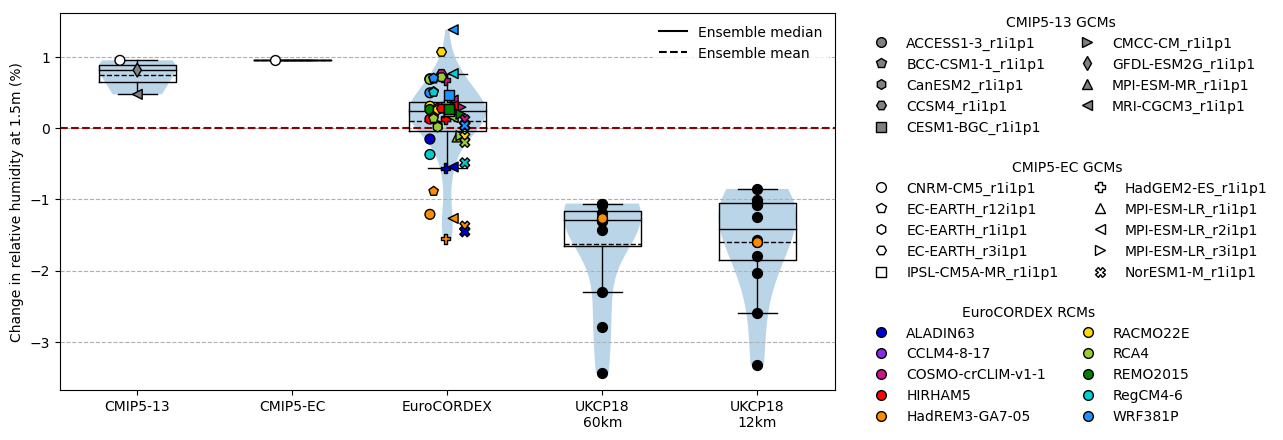 Change in relative humidity at 1.5m (%)
1
0
−1
−2
−3
Ensemble median
Ensemble mean
CMIP5-13
CMIP5-EC
EuroCORDEX
UKCP18
60km
UKCP18
12km
CMIP5-13 GCMs
ACCESS1-3_r1i1p1
BCC-CSM1-1_r1i1p1
CanESM2_r1i1p1
CCSM4_r1i1p1
CESM1-BGC_r1i1p1
CMCC-CM_r1i1p1
GFDL-ESM2G_r1i1p1
MPI-ESM-MR_r1i1p1
MRI-CGCM3_r1i1p1
CMIP5-EC GCMs
CNRM-CM5_r1i1p1
EC-EARTH_r12i1p1
EC-EARTH_r1i1p1
EC-EARTH_r3i1p1
IPSL-CM5A-MR_r1i1p1
HadGEM2-ES_r1i1p1
MPI-ESM-LR_r1i1p1
MPI-ESM-LR_r2i1p1
MPI-ESM-LR_r3i1p1
NorESM1-M_r1i1p1
EuroCORDEX RCMs
ALADIN63
CCLM4-8-17
COSMO-crCLIM-v1-1
HIRHAM5
HadREM3-GA7-05
RACMO22E
RCA4
REMO2015
RegCM4-6
WRF381P